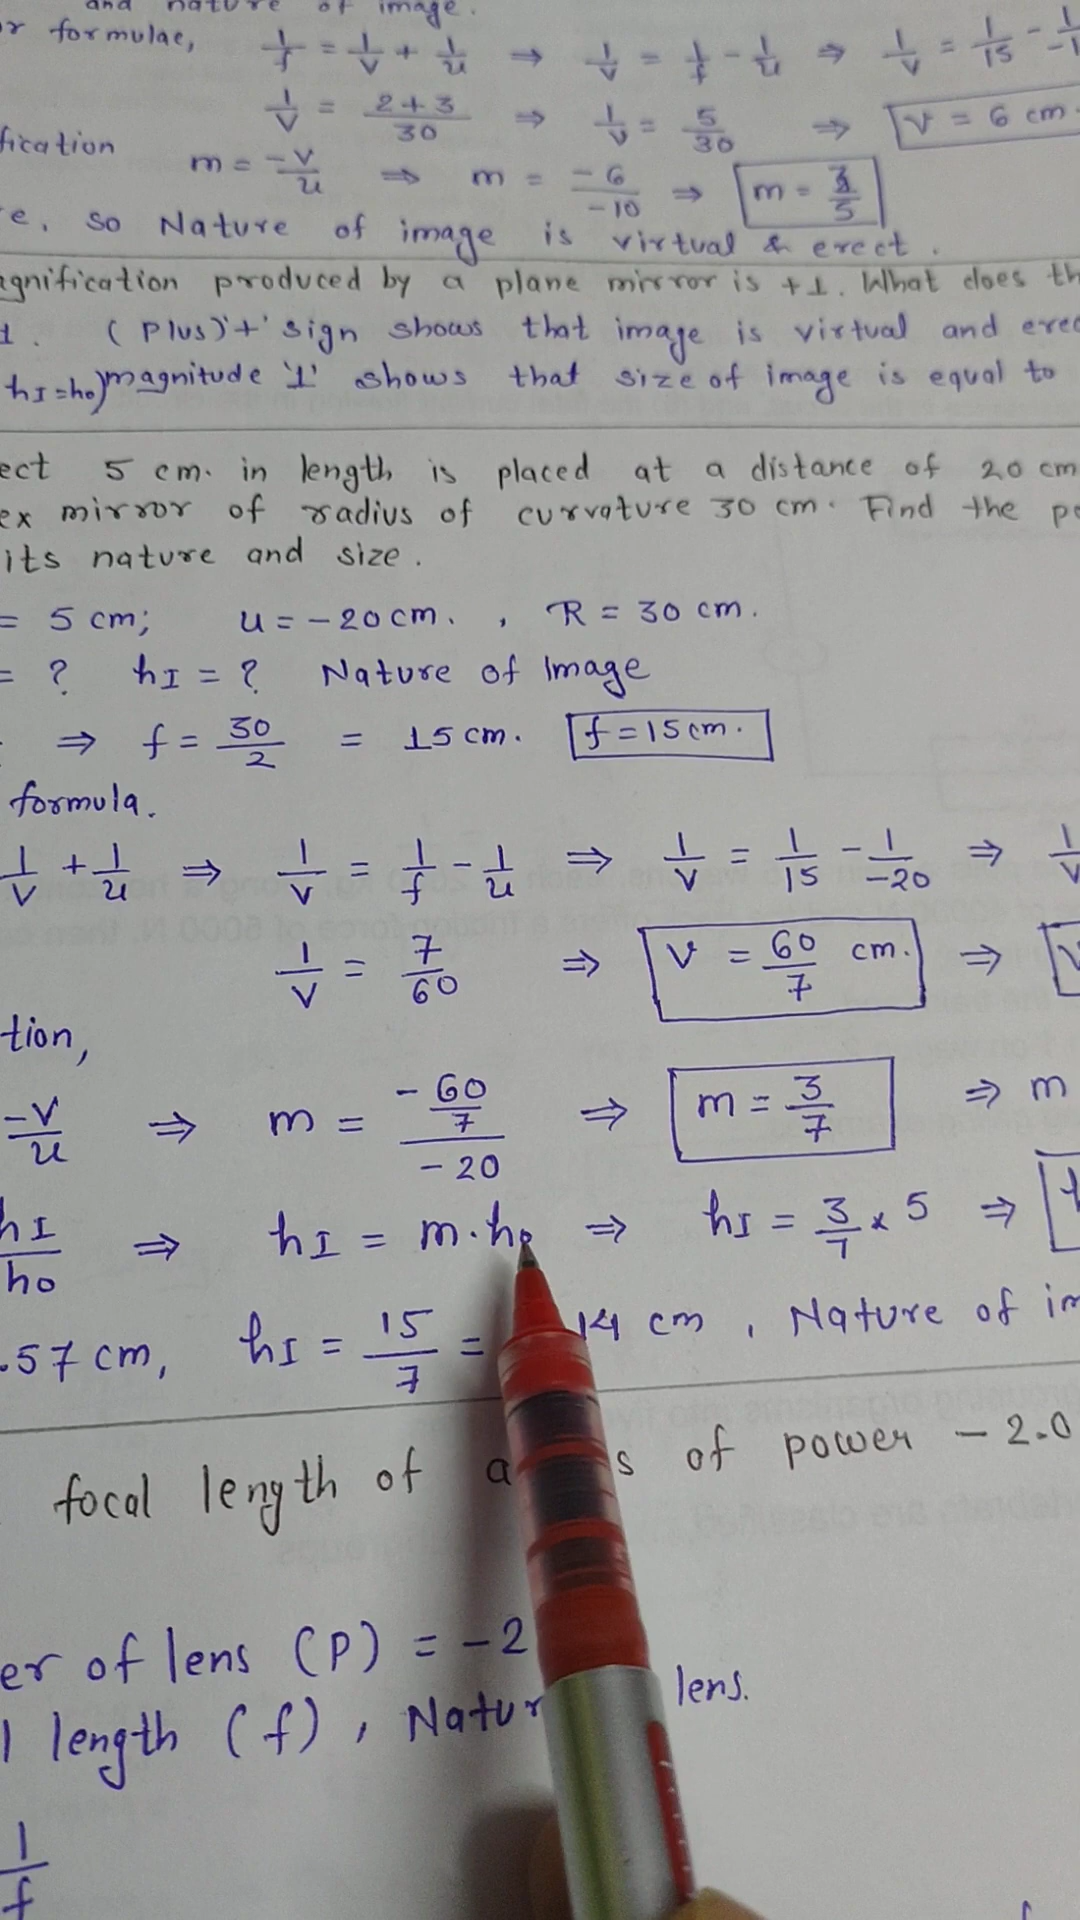 and nature of image.
r formulae, 1/f = 1/v + 1/u ⇒ 1/v = 1/f - 1/u ⇒ 1/v = 1/15 - 1/-1
1/v = 2+3/30 ⇒ 1/v = 5/30 ⇒ v = 6 cm.
fication m = -v/u ⇒ m = -6/-10 ⇒ m = 3/5
e, so Nature of image is virtual & erect.
agnification produced by a plane mirror is +1. What does th
1. (Plus)'+' sign shows that image is virtual and erec
hI=ho) magnitude '1' shows that size of image is equal to
ect 5 cm. in length is placed at a distance of 20 cm
ex mirror of radius of curvature 30 cm. Find the po
its nature and size.
= 5 cm; u = -20 cm. , R = 30 cm.
= ? hI = ? Nature of Image
⇒ f = 30/2 = 15 cm. f = 15 cm.
formula.
1/v + 1/u ⇒ 1/v = 1/f - 1/u ⇒ 1/v = 1/15 - 1/-20 ⇒ 1/v
1/v = 7/60 ⇒ v = 60/7 cm. ⇒ v
tion,
-v/u ⇒ m = -60/7/-20 ⇒ m = 3/7 ⇒ m
hI/ho ⇒ hI = m.ho ⇒ hI = 3/7 x 5 ⇒
.57 cm, hI = 15/7 = 14 cm , Nature of im
focal length of a s of power - 2.0
er of lens (P) = -2
l length (f), Natur lens.
1/f